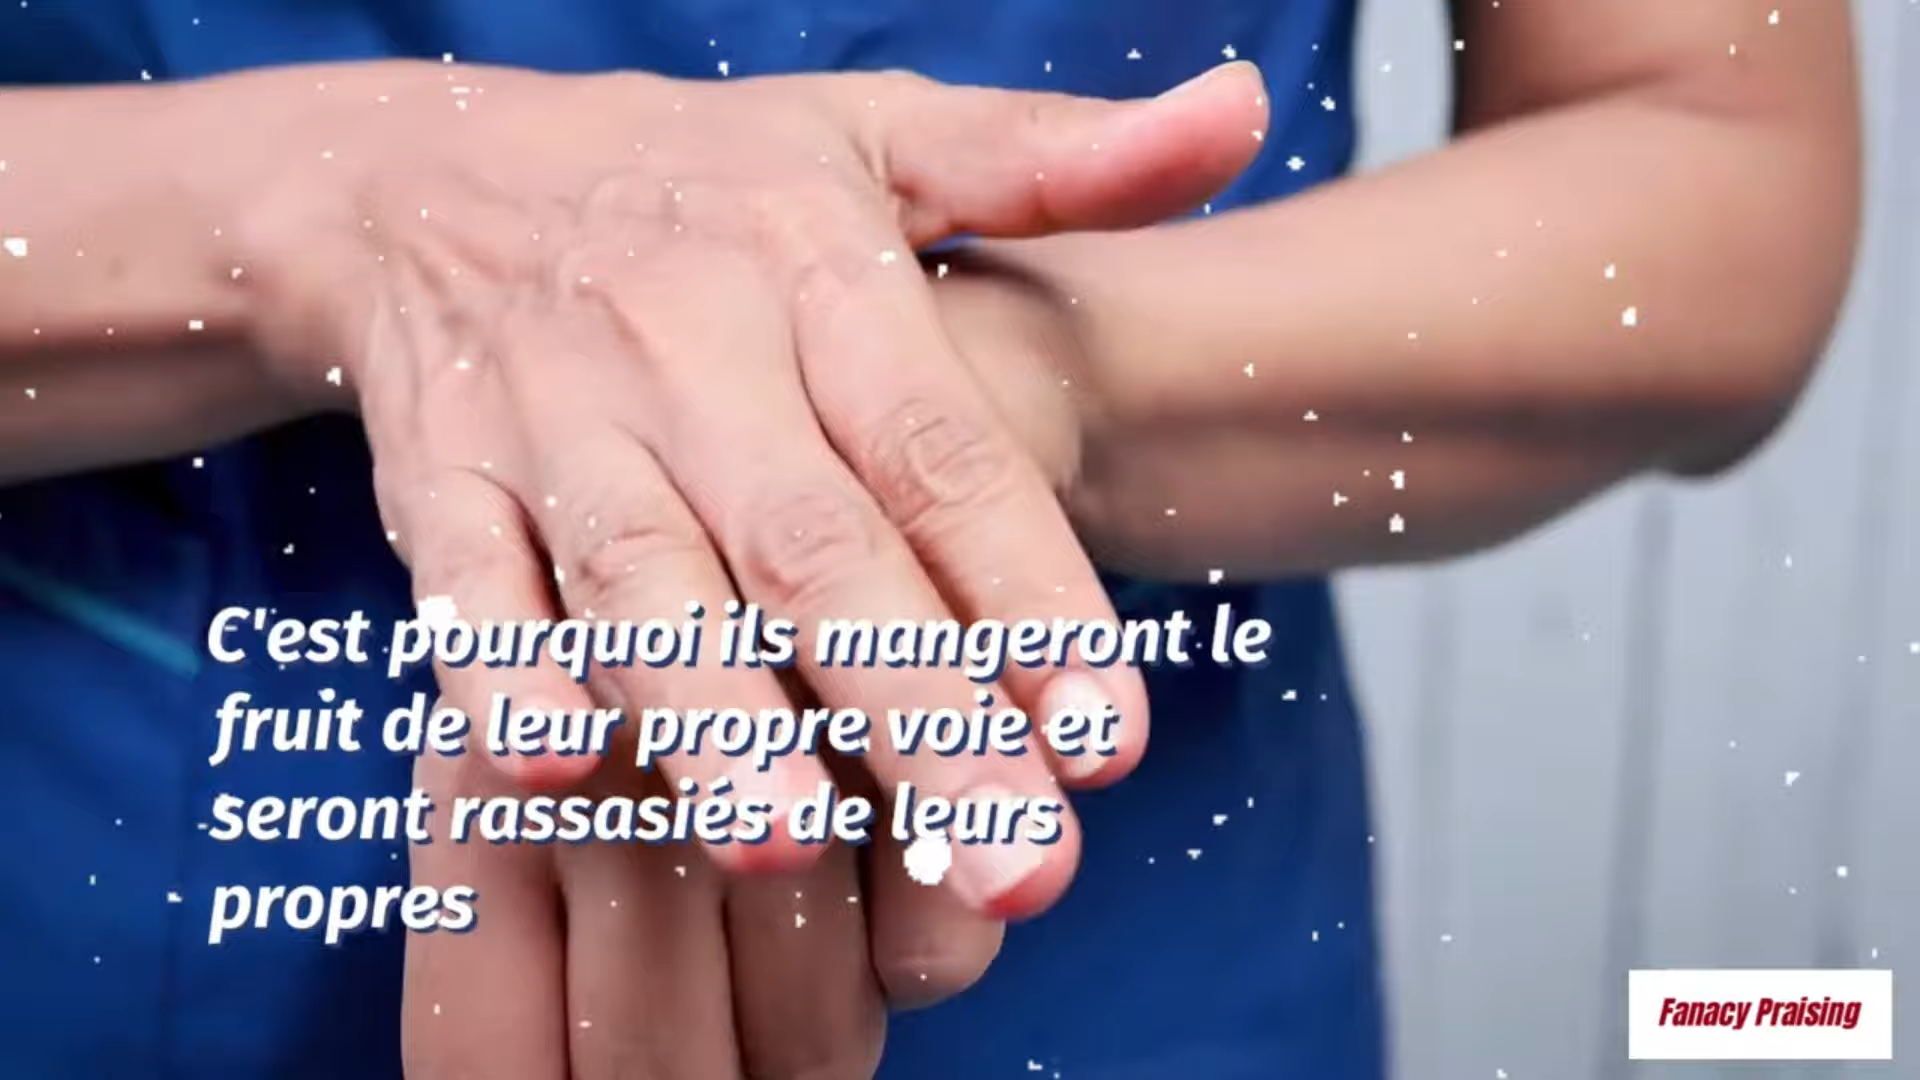 C'est pourquoi ils mangeront le
fruit de leur propre voie et
seront rassasiés de leurs
propres
Fanacy Praising